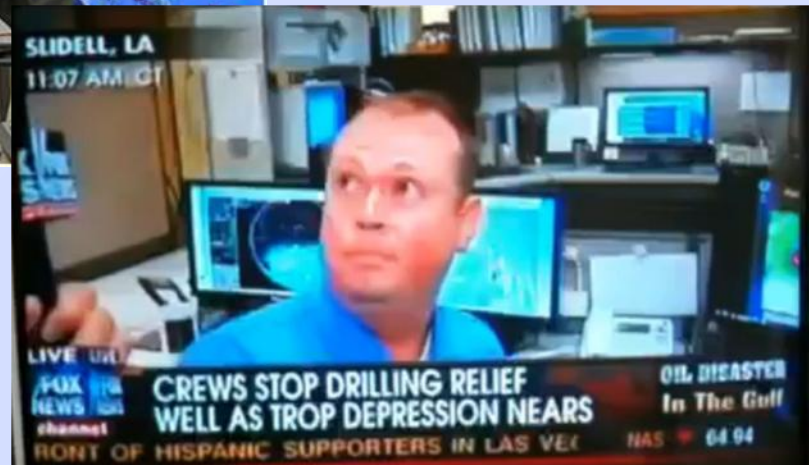 SLIDELL, LA
11:07 AM CT
LIVE
FOX
NEWS
channel
CREWS STOP DRILLING RELIEF
WELL AS TROP DEPRESSION NEARS
OIL DISASTER
In The Gulf
RONT OF HISPANIC SUPPORTERS IN LAS VE
NAS 64.94